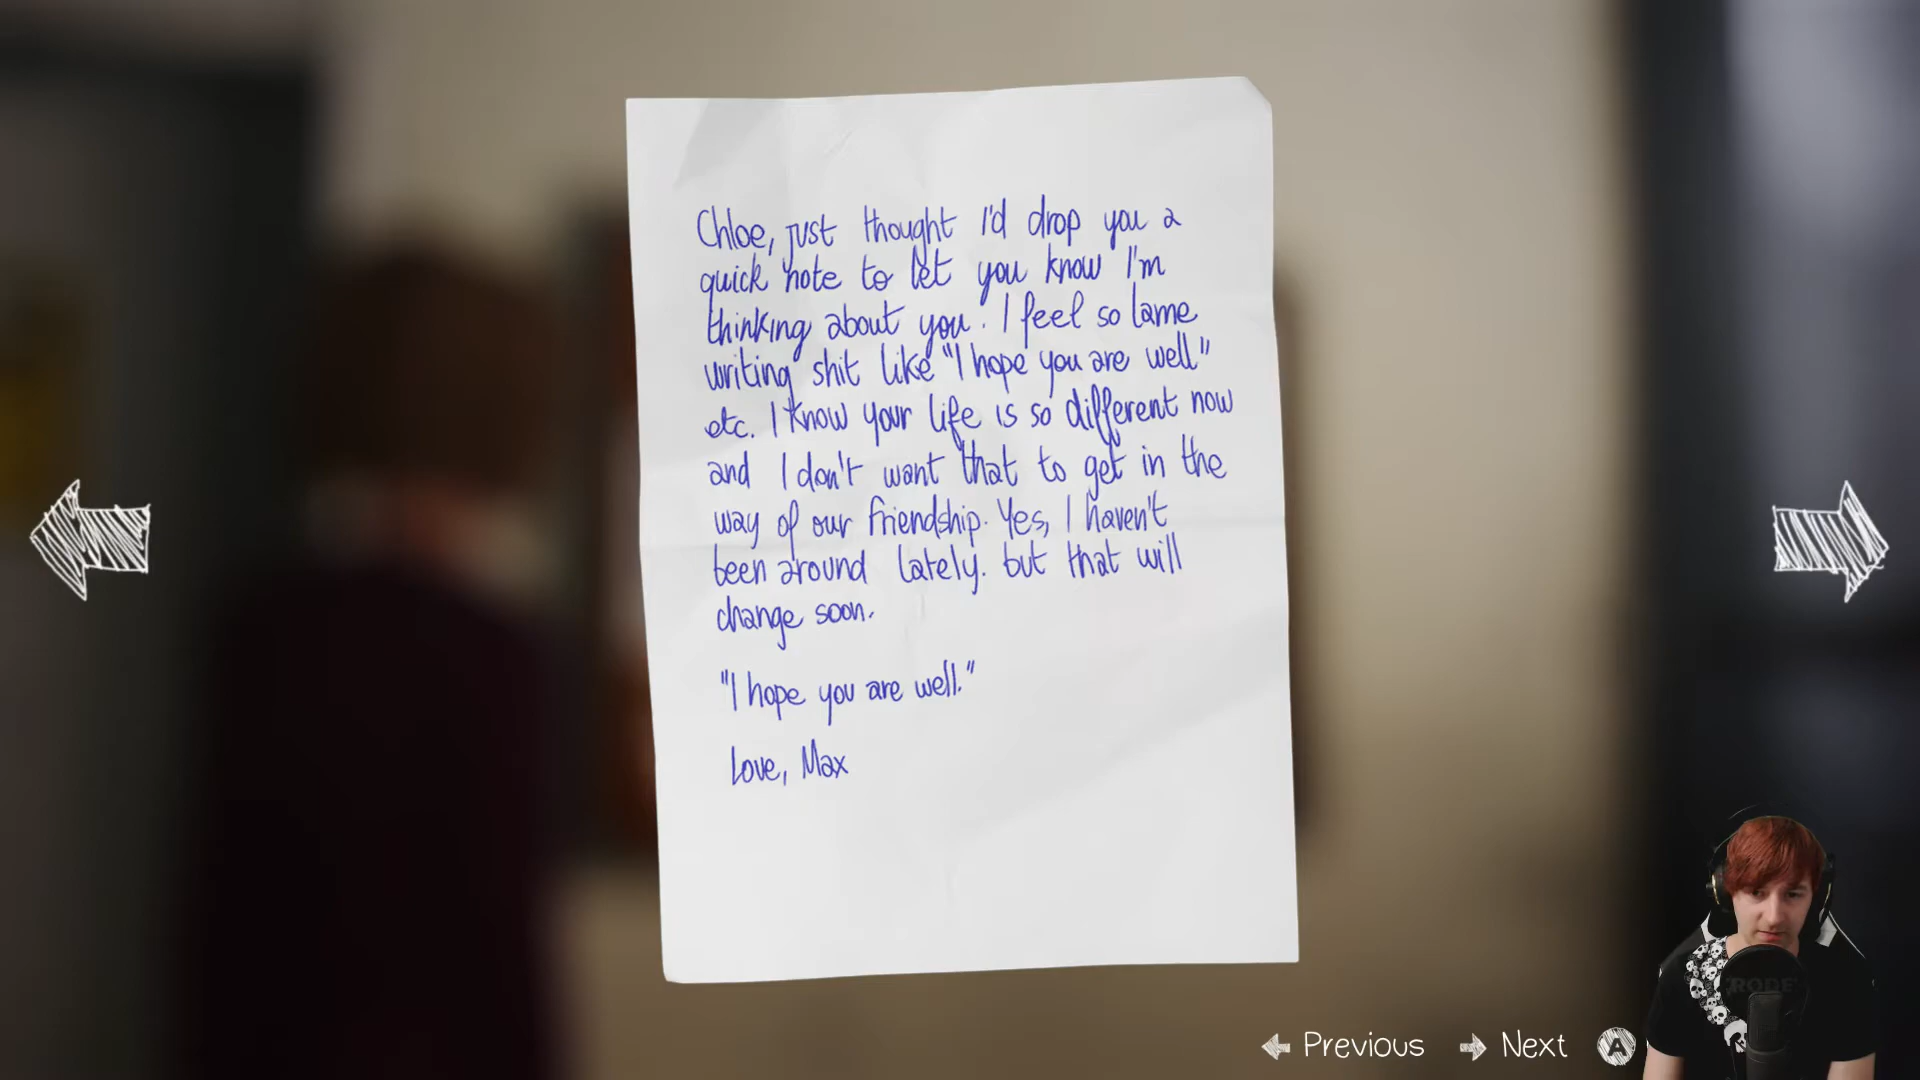 Chloe, just thought I'd drop you a
quick note to let you know I'm
thinking about you. I feel so lame
writing shit like "I hope you are well"
etc. I know your life is so different now
and I don't want that to get in the
way of our friendship. Yes, I haven't
been around lately. but that will
change soon.
"I hope you are well."
Love, Max
RODE
Previous
Next
A